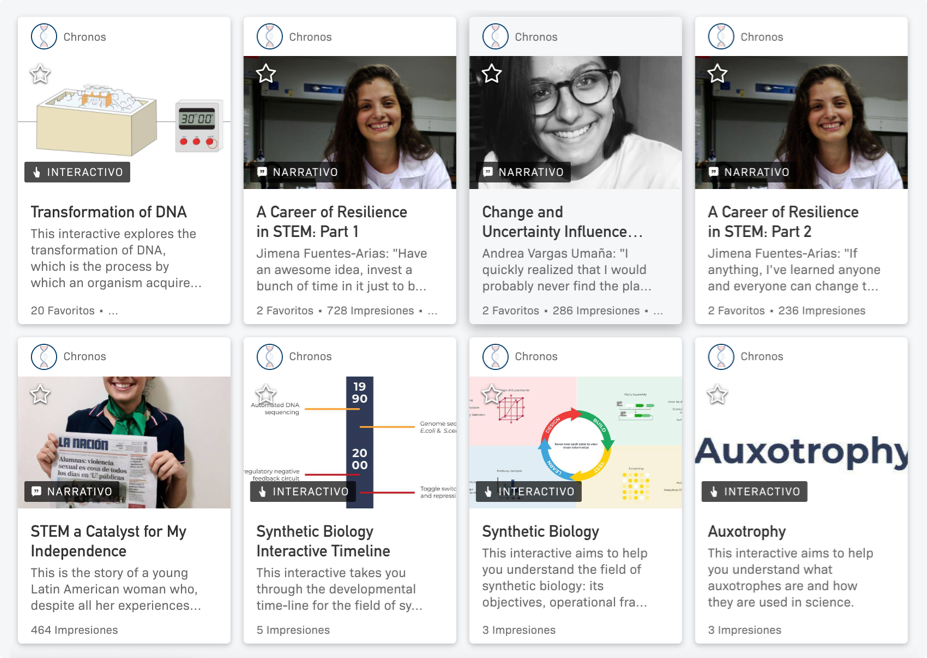 Chronos
30'00
INTERACTIVO
Transformation of DNA
This interactive explores the
transformation of DNA,
which is the process by
which an organism acquire...
20 Favoritos • ...
Chronos
NARRATIVO
A Career of Resilience
in STEM: Part 1
Jimena Fuentes-Arias: "Have
an awesome idea, invest a
bunch of time in it just to b...
2 Favoritos • 728 Impresiones • ...
Chronos
NARRATIVO
Change and
Uncertainty Influence...
Andrea Vargas Umaña: "I
quickly realized that I would
probably never find the pla...
2 Favoritos • 286 Impresiones • ...
Chronos
NARRATIVO
A Career of Resilience
in STEM: Part 2
Jimena Fuentes-Arias: "If
anything, I've learned anyone
and everyone can change t...
2 Favoritos • 236 Impresiones
Chronos
LA NACIÓN
Alumnas: violencia
sexual es cosa de todos
los días en 'U' públicas
NARRATIVO
STEM a Catalyst for My
Independence
This is the story of a young
Latin American woman who,
despite all her experiences...
464 Impresiones
Chronos
19
90
Automated DNA
sequencing
Genome sec
E.coli & S.ce
20
00
egulatory negative
feedback circuit
Toggle switc
and repressi
INTERACTIVO
Synthetic Biology
Interactive Timeline
This interactive takes you
through the developmental
time-line for the field of sy...
5 Impresiones
Chronos
DESIGN
BUILD
INTERACTIVO
Synthetic Biology
This interactive aims to help
you understand the field of
synthetic biology: its
objectives, operational fra...
3 Impresiones
Chronos
Auxotrophy
INTERACTIVO
Auxotrophy
This interactive aims to help
you understand what
auxotrophes are and how
they are used in science.
3 Impresiones